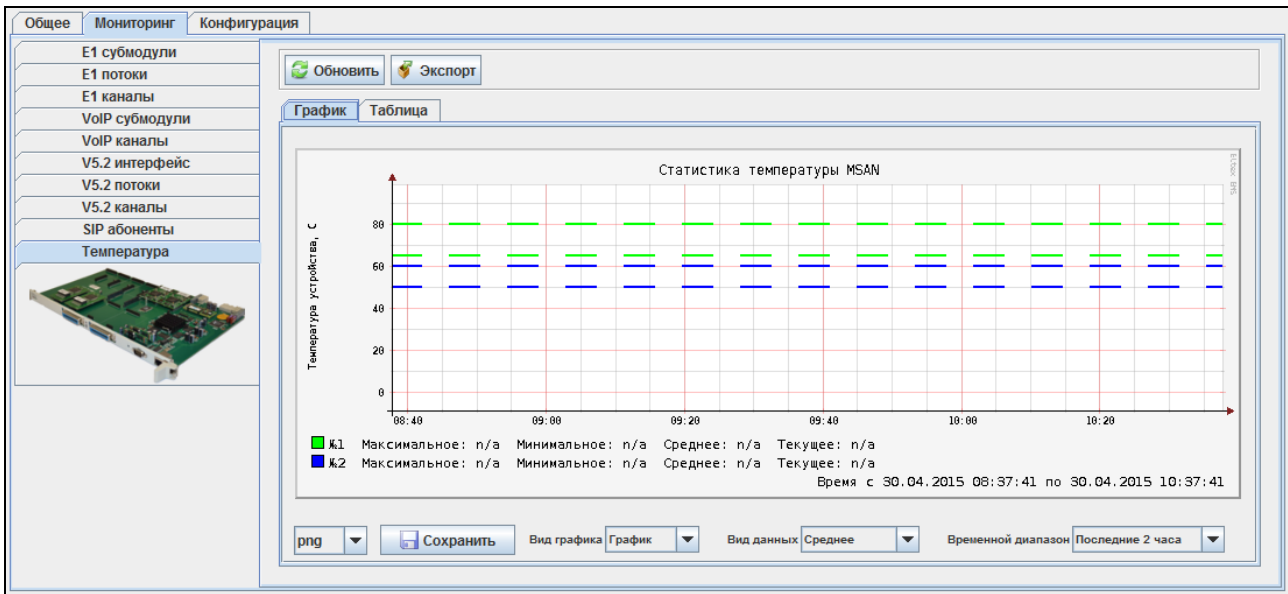 Общее Мониторинг Конфигурация
E1 субмодули
E1 потоки
E1 каналы
VoIP субмодули
VoIP каналы
V5.2 интерфейс
V5.2 потоки
V5.2 каналы
SIP абоненты
Температура
Обновить Экспорт
График Таблица
Статистика температуры MSAN
Eltex EMS
Температура устройства, C
80
60
40
20
0
08:40 09:00 09:20 09:40 10:00 10:20
№1 Максимальное: n/a Минимальное: n/a Среднее: n/a Текущее: n/a
№2 Максимальное: n/a Минимальное: n/a Среднее: n/a Текущее: n/a
Время с 30.04.2015 08:37:41 по 30.04.2015 10:37:41
png Сохранить Вид графика График Вид данных Среднее Временной диапазон Последние 2 часа